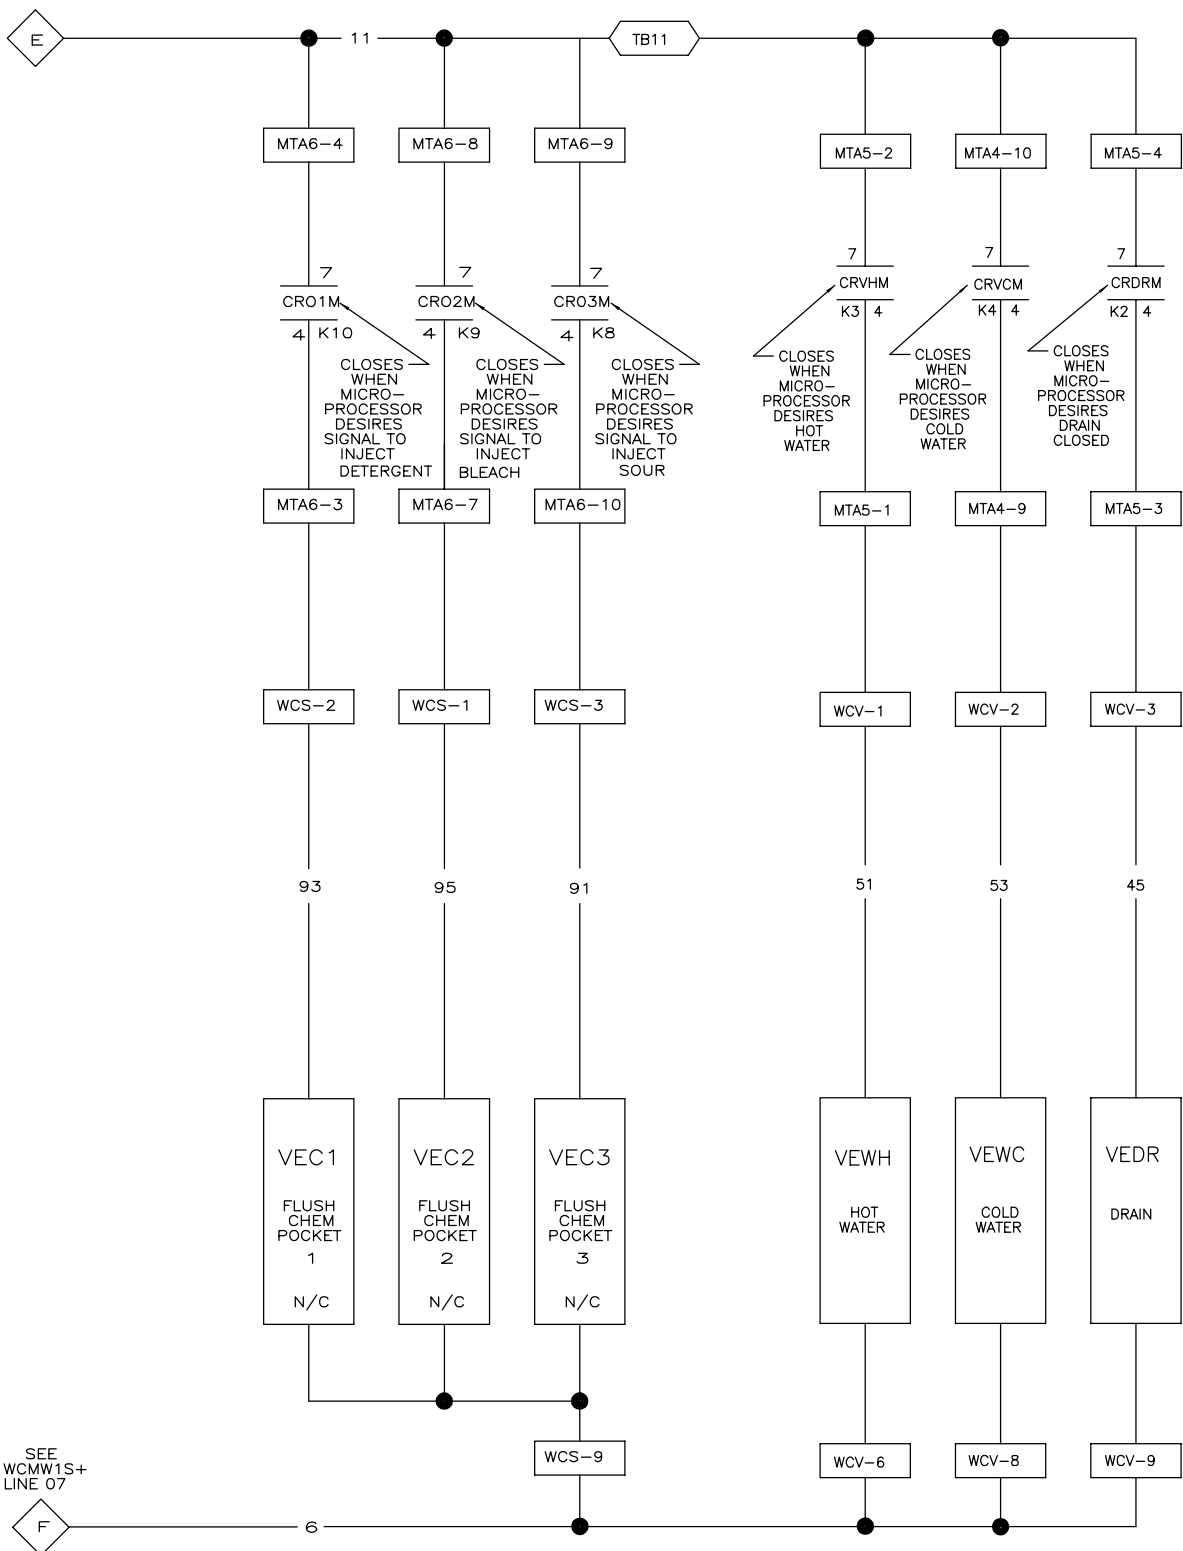 E
11
TB11
MTA6-4
MTA6-8
MTA6-9
MTA5-2
MTA4-10
MTA5-4
7
CR01M
4 K10
7
CR02M
4 K9
7
CR03M
4 K8
7
CRVHM
K3 4
7
CRVCM
K4 4
7
CRDRM
K2 4
CLOSES
WHEN
MICRO-
PROCESSOR
DESIRES
SIGNAL TO
INJECT
DETERGENT
CLOSES
WHEN
MICRO-
PROCESSOR
DESIRES
SIGNAL TO
INJECT
BLEACH
CLOSES
WHEN
MICRO-
PROCESSOR
DESIRES
SIGNAL TO
INJECT
SOUR
CLOSES
WHEN
MICRO-
PROCESSOR
DESIRES
HOT
WATER
CLOSES
WHEN
MICRO-
PROCESSOR
DESIRES
COLD
WATER
CLOSES
WHEN
MICRO-
PROCESSOR
DESIRES
DRAIN
CLOSED
MTA6-3
MTA6-7
MTA6-10
MTA5-1
MTA4-9
MTA5-3
WCS-2
WCS-1
WCS-3
WCV-1
WCV-2
WCV-3
93
95
91
51
53
45
VEC1
FLUSH
CHEM
POCKET
1
N/C
VEC2
FLUSH
CHEM
POCKET
2
N/C
VEC3
FLUSH
CHEM
POCKET
3
N/C
VEWH
HOT
WATER
VEWC
COLD
WATER
VEDR
DRAIN
WCS-9
WCV-6
WCV-8
WCV-9
SEE
WCMW1S+
LINE 07
F
6